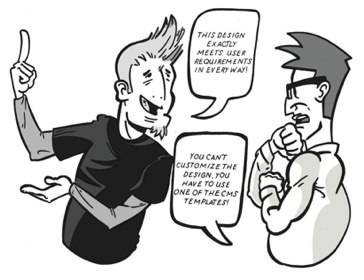 THIS DESIGN
EXACTLY
MEETS USER
REQUIREMENTS
IN EVERY WAY!
YOU CAN'T
CUSTOMIZE THE
DESIGN, YOU
HAVE TO USE
ONE OF THE CMS
TEMPLATES!